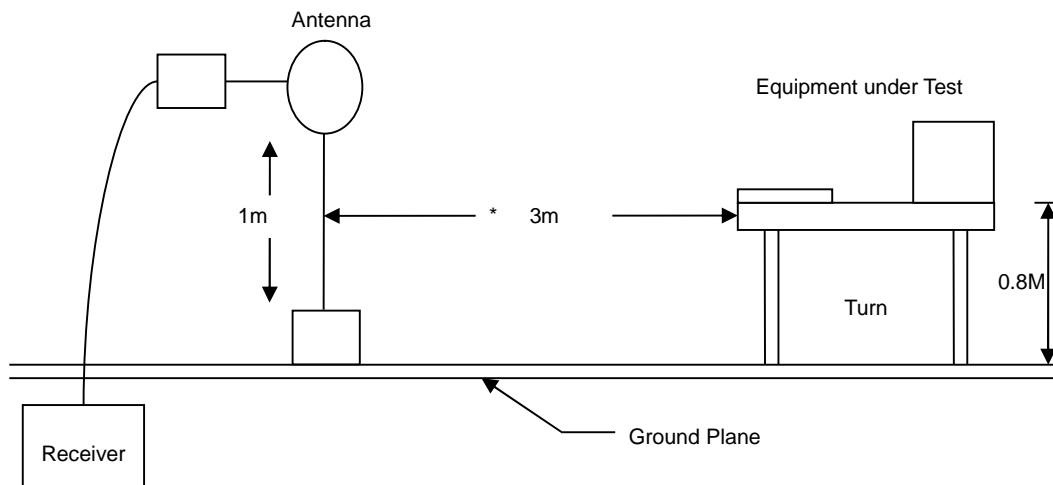 Antenna
Equipment under Test
1m
* 3m
0.8M
Turn
Ground Plane
Receiver